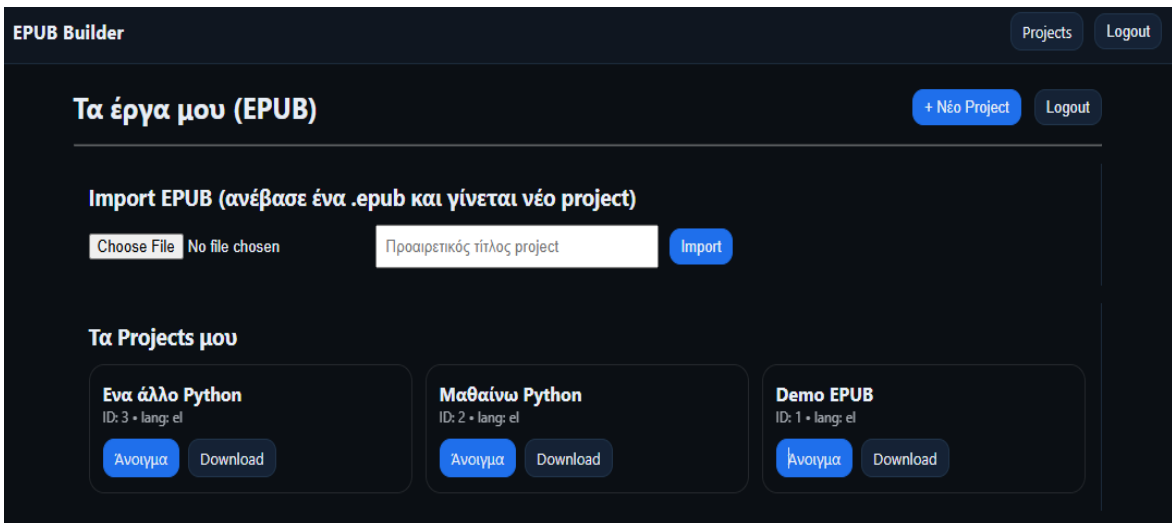 EPUB Builder Projects Logout
Τα έργα μου (EPUB) + Νέο Project Logout
Import EPUB (ανέβασε ένα .epub και γίνεται νέο project)
Choose File No file chosen Προαιρετικός τίτλος project Import
Τα Projects μου
Ενα άλλο Python Μαθαίνω Python Demo EPUB
ID: 3 • lang: el ID: 2 • lang: el ID: 1 • lang: el
Άνοιγμα Download Άνοιγμα Download Άνοιγμα Download